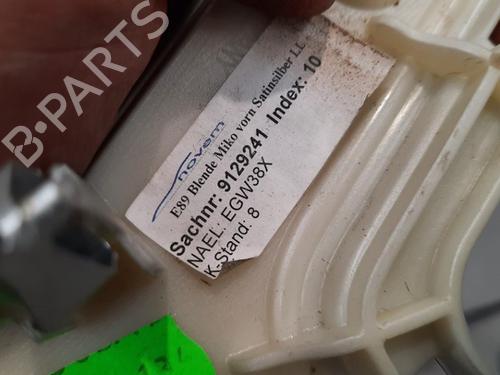 B-PARTS
novem
E89 Blende Miko vorn Satinsilber LL
Sachnr: 9129241 Index: 10
NAEL: EGW38X
K-Stand: 8